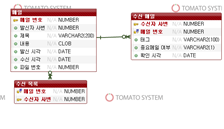 TOMATO SYSTEM
메일
메일 번호 N/N NUMBER
발신자 사번 N/N NUMBER
제목 N/N VARCHAR2(200)
내용 N/N CLOB
발신 시각 N/N DATE
수신 시각 N/N DATE
파일 번호 N/N NUMBER
수신 메일
수신자 사번 N/N NUMBER
메일 번호 N/N NUMBER
태그 N/N VARCHAR2(100)
중요메일 여부 N/N VARCHAR2(1)
확인 시각 N/N DATE
수신 목록
메일 번호 N/N NUMBER
수신자 사번 N/N NUMBER
TOMATO SYSTEM